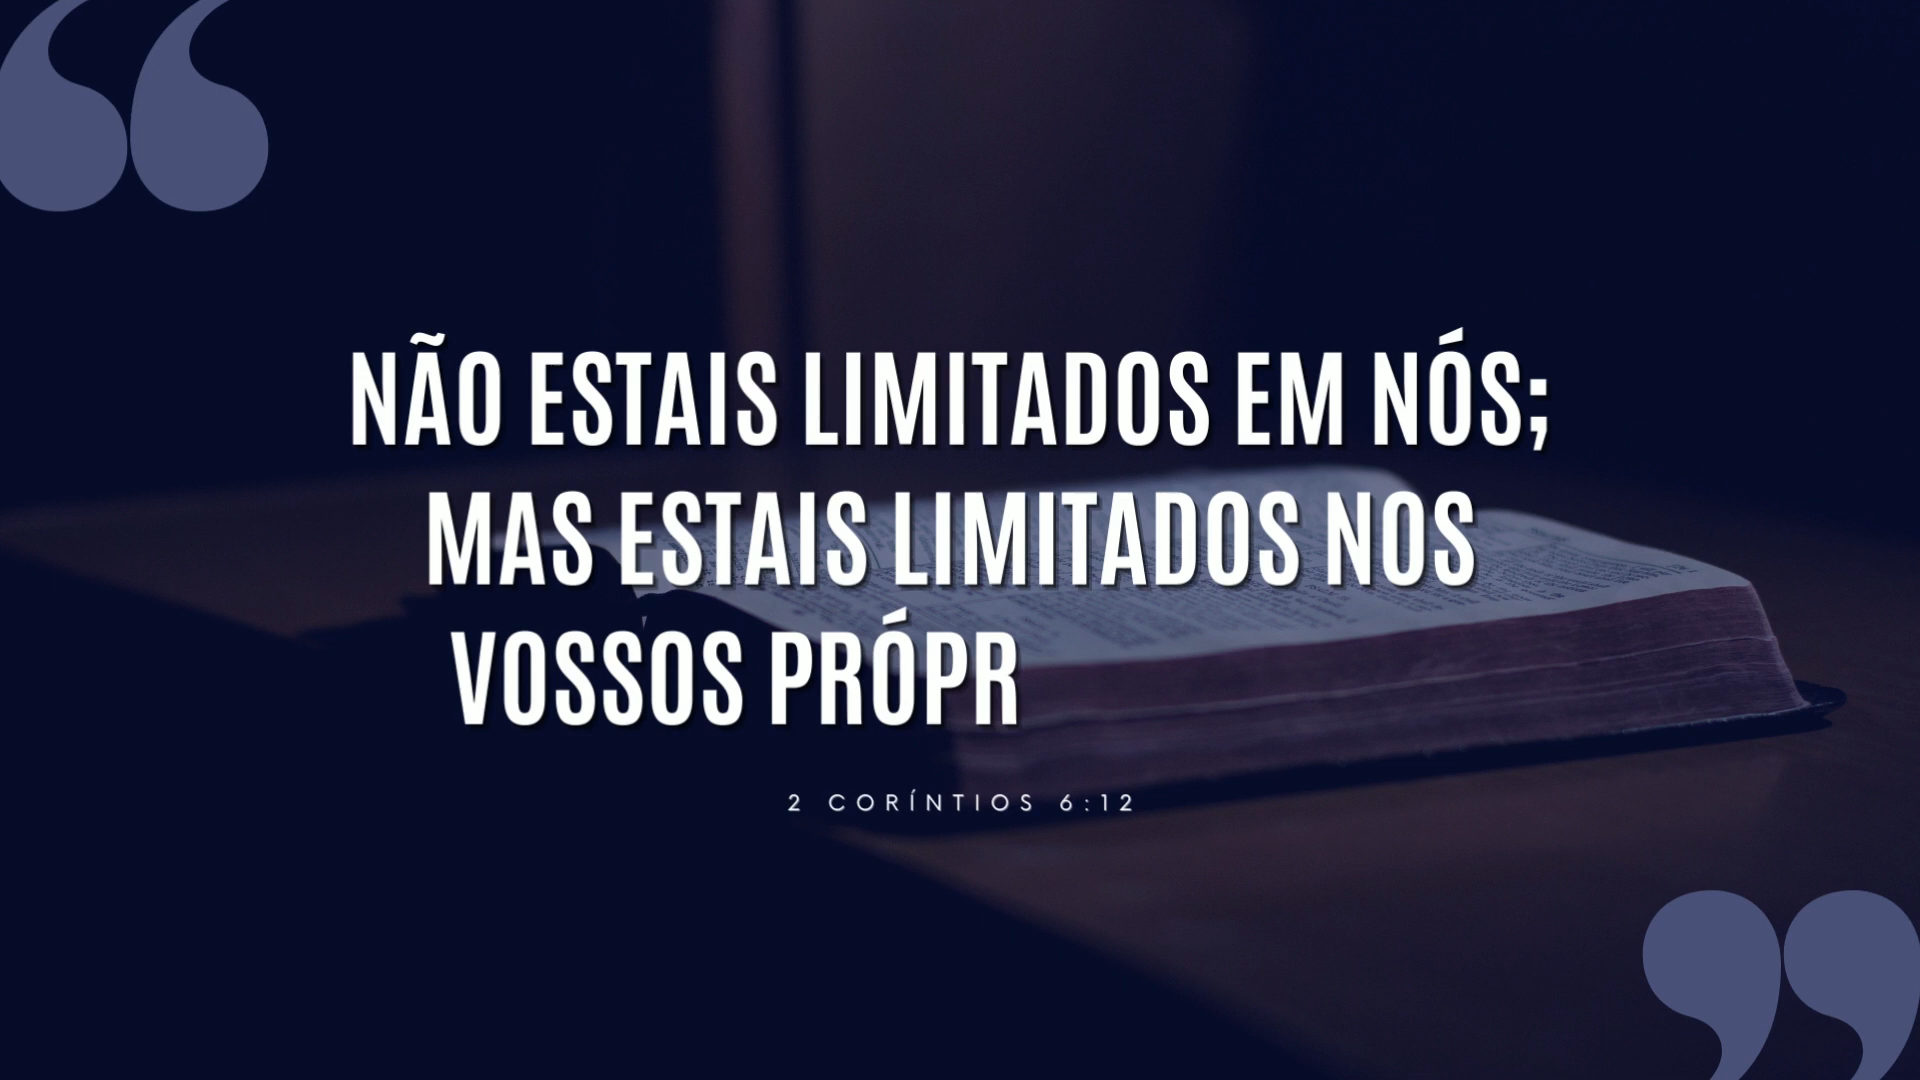 NÃO ESTAIS LIMITADOS EM NÓS;
MAS ESTAIS LIMITADOS NOS
VOSSOS PRÓPR
2 CORÍNTIOS 6:12